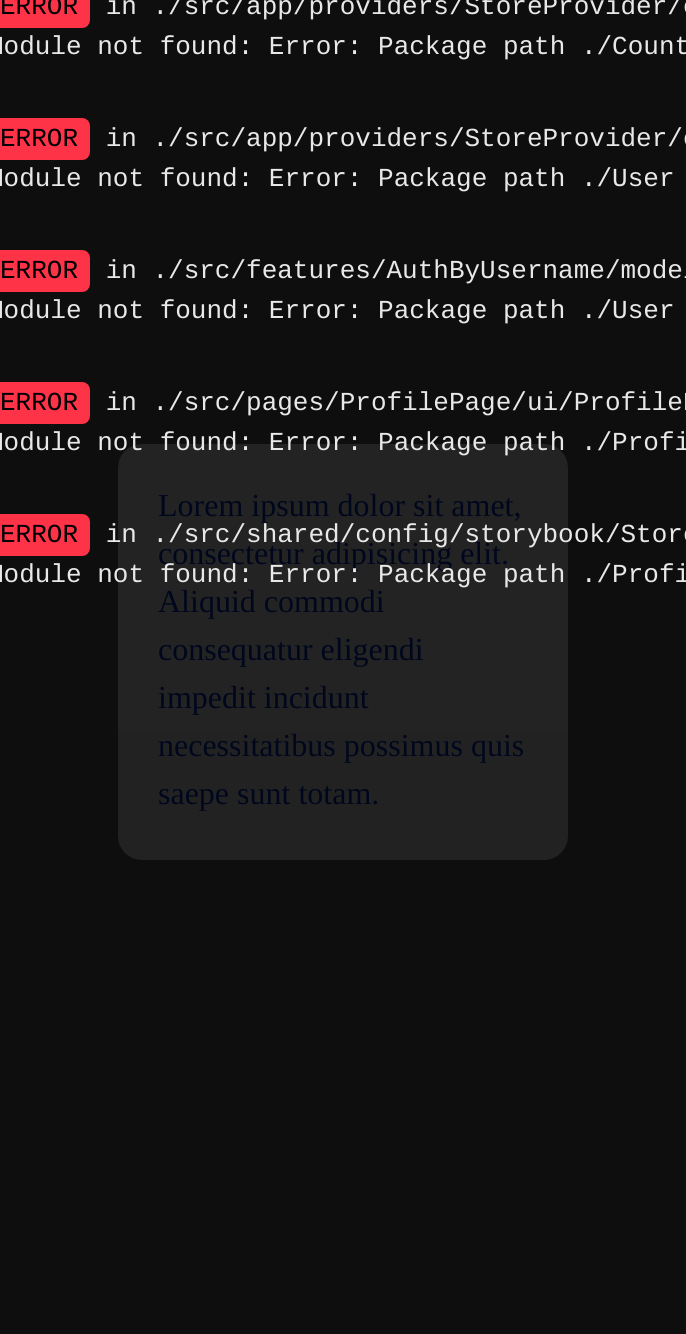 ERROR in ./src/app/providers/StoreProvider/
Module not found: Error: Package path ./Count
ERROR in ./src/app/providers/StoreProvider/
Module not found: Error: Package path ./User
ERROR in ./src/features/AuthByUsername/mode
Module not found: Error: Package path ./User
ERROR in ./src/pages/ProfilePage/ui/Profile
Module not found: Error: Package path ./Profi
Lorem ipsum dolor sit amet,
ERROR in ./src/shared/config/storybook/Stor
consectetur adipisicing elit.
Module not found: Error: Package path ./Profi
Aliquid commodi
consequatur eligendi
impedit incidunt
necessitatibus possimus quis
saepe sunt totam.